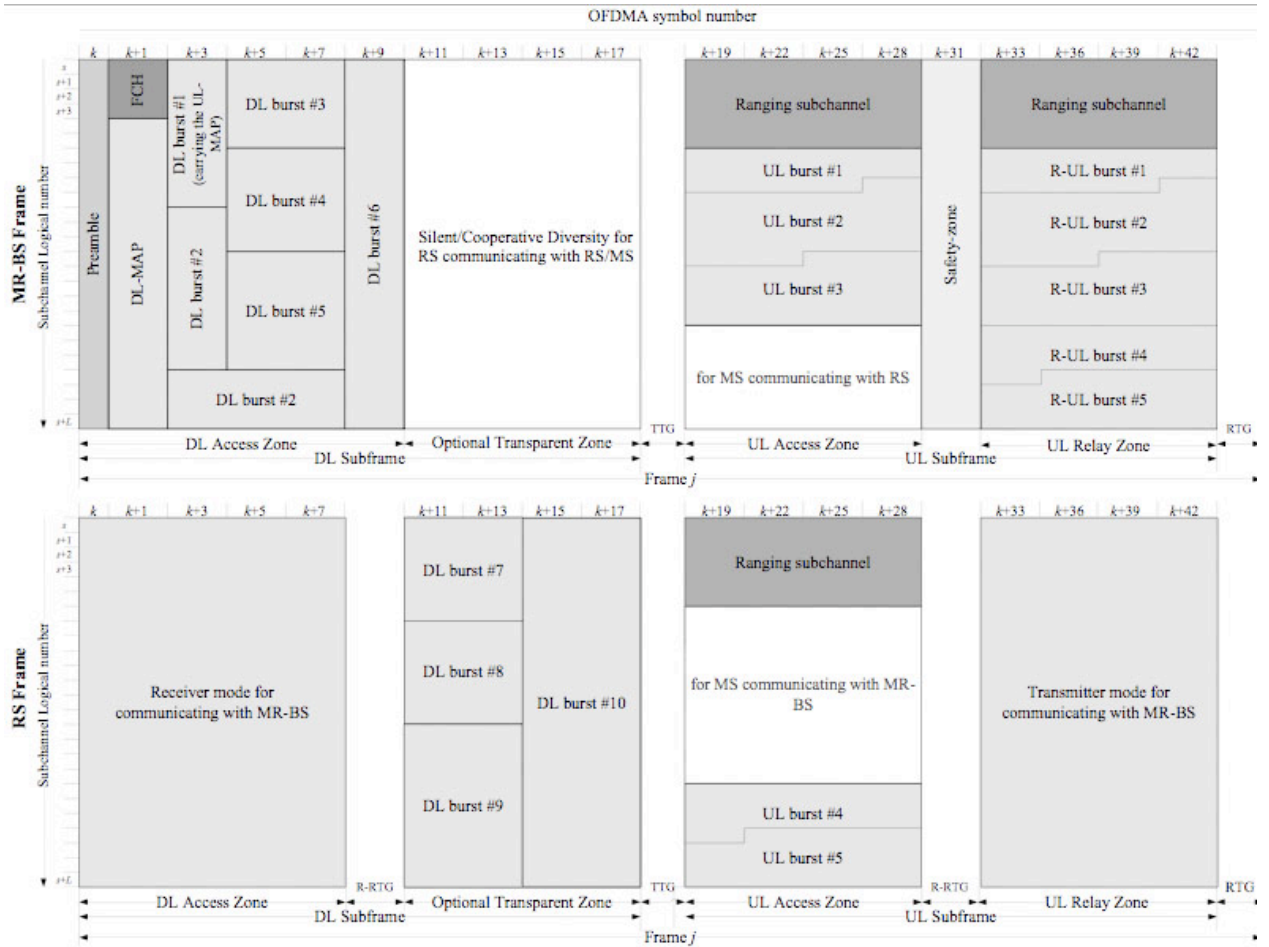 OFDMA symbol number
k k+1 k+3 k+5 k+7 k+9 k+11 k+13 k+15 k+17 k+19 k+22 k+25 k+28 k+31 k+33 k+36 k+39 k+42
MR-BS Frame
Subchannel Logical number
s
s+1
s+2
s+3
s+L
Preamble
FCH
DL-MAP
DL burst #1
(carrying the UL-
MAP)
DL burst #2
DL burst #3
DL burst #4
DL burst #5
DL burst #2
DL burst #6
Silent/Cooperative Diversity for
RS communicating with RS/MS
Ranging subchannel
UL burst #1
UL burst #2
UL burst #3
for MS communicating with RS
Safety-zone
Ranging subchannel
R-UL burst #1
R-UL burst #2
R-UL burst #3
R-UL burst #4
R-UL burst #5
DL Access Zone
Optional Transparent Zone
TTG
UL Access Zone
UL Relay Zone
RTG
DL Subframe
UL Subframe
Frame j
k k+1 k+3 k+5 k+7 k+11 k+13 k+15 k+17 k+19 k+22 k+25 k+28 k+33 k+36 k+39 k+42
RS Frame
Subchannel Logical number
s
s+1
s+2
s+3
s+L
Receiver mode for
communicating with MR-BS
DL burst #7
DL burst #8
DL burst #9
DL burst #10
Ranging subchannel
for MS communicating with MR-
BS
UL burst #4
UL burst #5
Transmitter mode for
communicating with MR-BS
DL Access Zone
R-RTG
Optional Transparent Zone
TTG
UL Access Zone
R-RTG
UL Relay Zone
RTG
DL Subframe
UL Subframe
Frame j